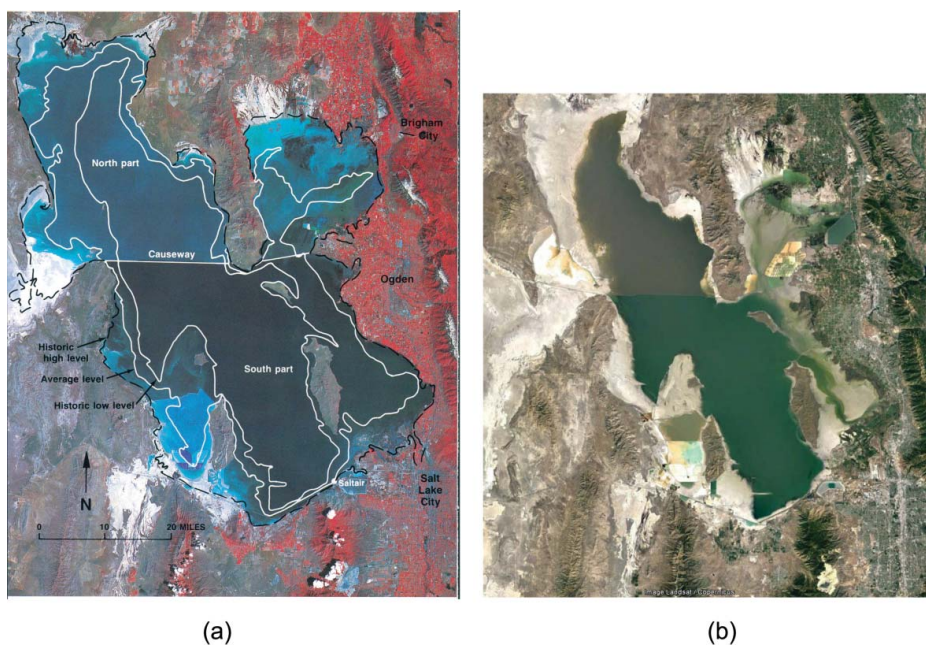 Brigham
City
North part
Causeway
Ogden
Historic
high level
Average level
South part
Historic low level
Saltair
Salt
Lake
City
N
0 10 20 MILES
Image Landsat / Copernicus
(a)
(b)